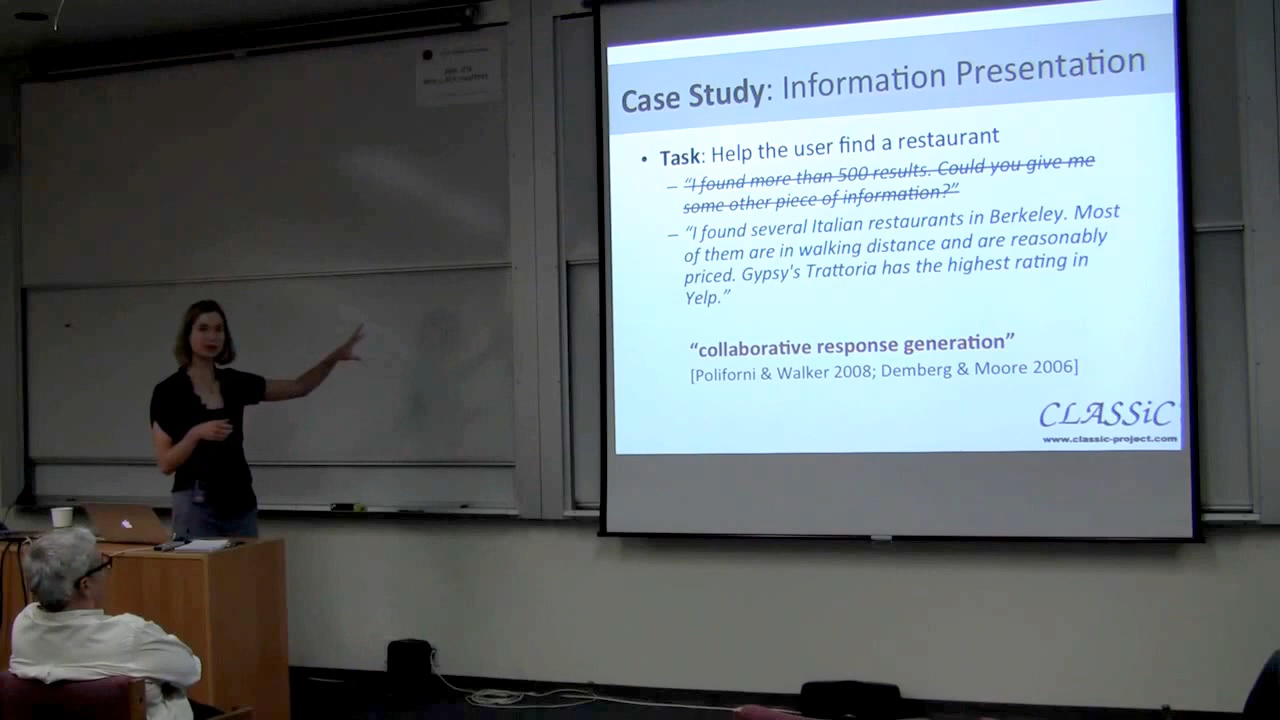 Case Study: Information Presentation
• Task: Help the user find a restaurant
– “I found more than 500 results. Could you give me
some other piece of information?”
– “I found several Italian restaurants in Berkeley. Most
of them are in walking distance and are reasonably
priced. Gypsy's Trattoria has the highest rating in
Yelp.”
“collaborative response generation”
[Poliforni & Walker 2008; Demberg & Moore 2006]
CLASSiC
www.classic-project.com